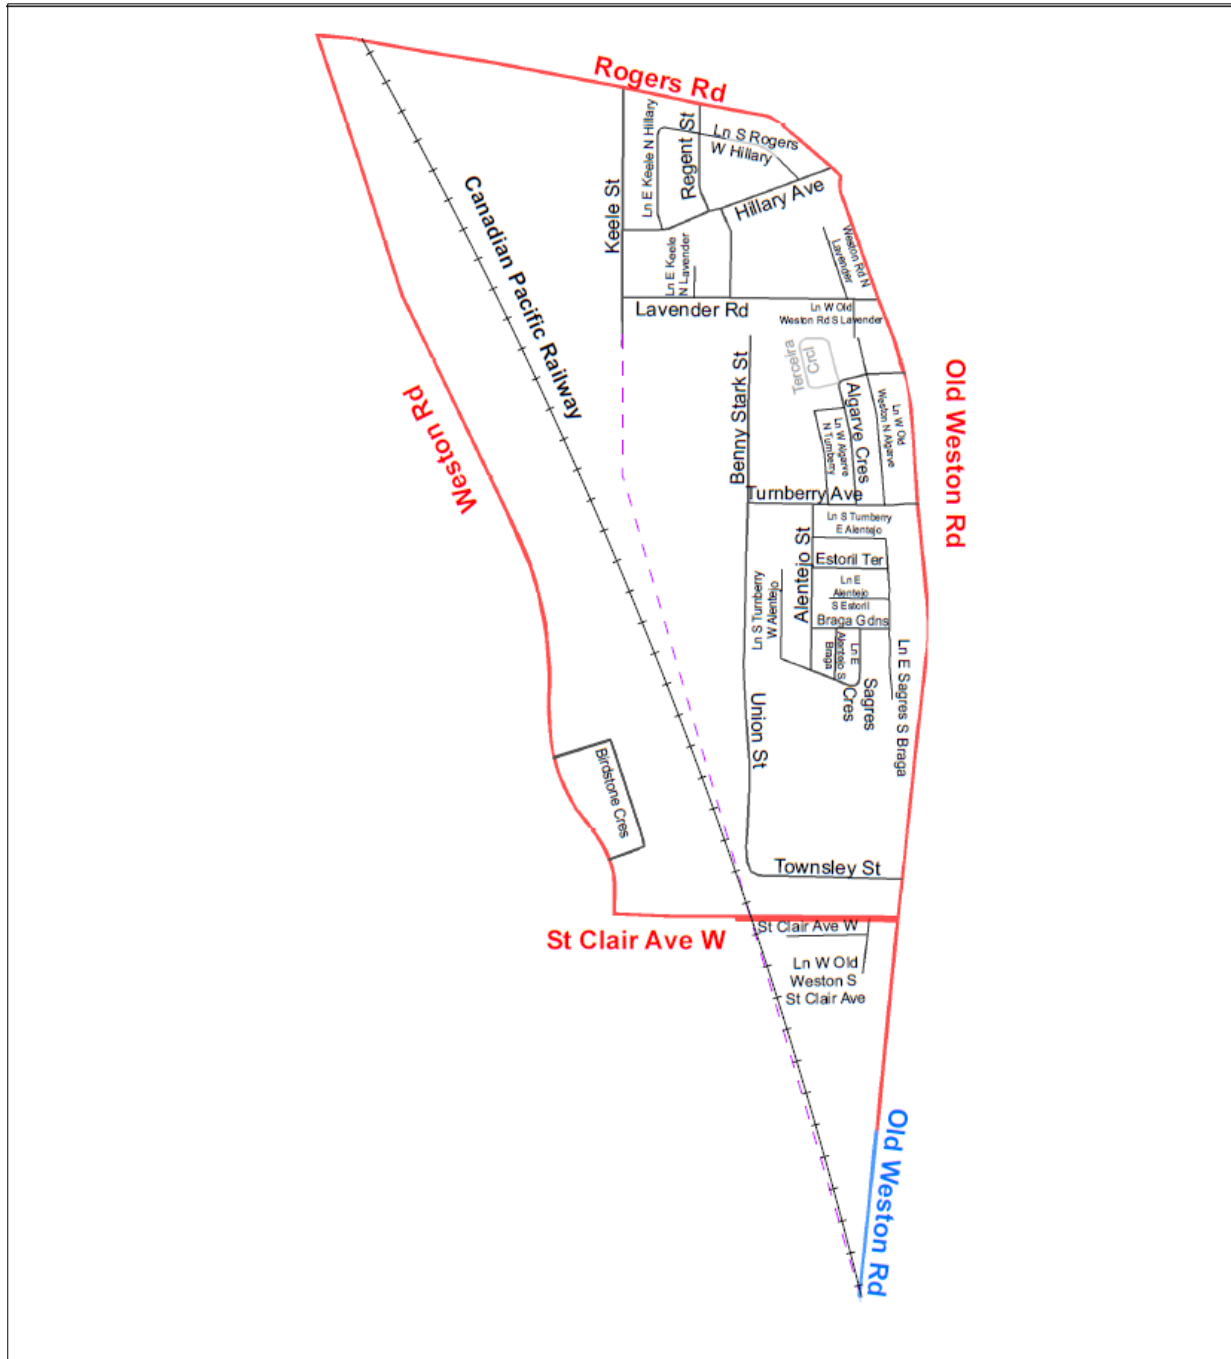 Rogers Rd
Ln E Keele N Hillary
Regent St
Ln S Rogers
W Hillary
Keele St
Hillary Ave
Canadian Pacific Railway
Ln E Keele
N Lavender
Weston Rd N
Lavender
Lavender Rd
Ln W Old
Weston Rd S Lavender
Terceira
Crcl
Benny Stark St
Algarve Cres
Ln W Old
Weston N Algarve
Ln W Algarve
N Turnberry
Old Weston Rd
Weston Rd
Turnberry Ave
Ln S Turnberry
E Alentejo
Alentejo St
Estoril Ter
Ln S Turnberry
W Alentejo
Ln E
Alentejo
S Estoril
Braga Gdns
Ln E
Alentejo S
Braga
Sagres
Cres
Ln E Sagres S Braga
Union St
Birdstone Cres
Townsley St
St Clair Ave W
St Clair Ave W
Ln W Old
Weston S
St Clair Ave
Old Weston Rd